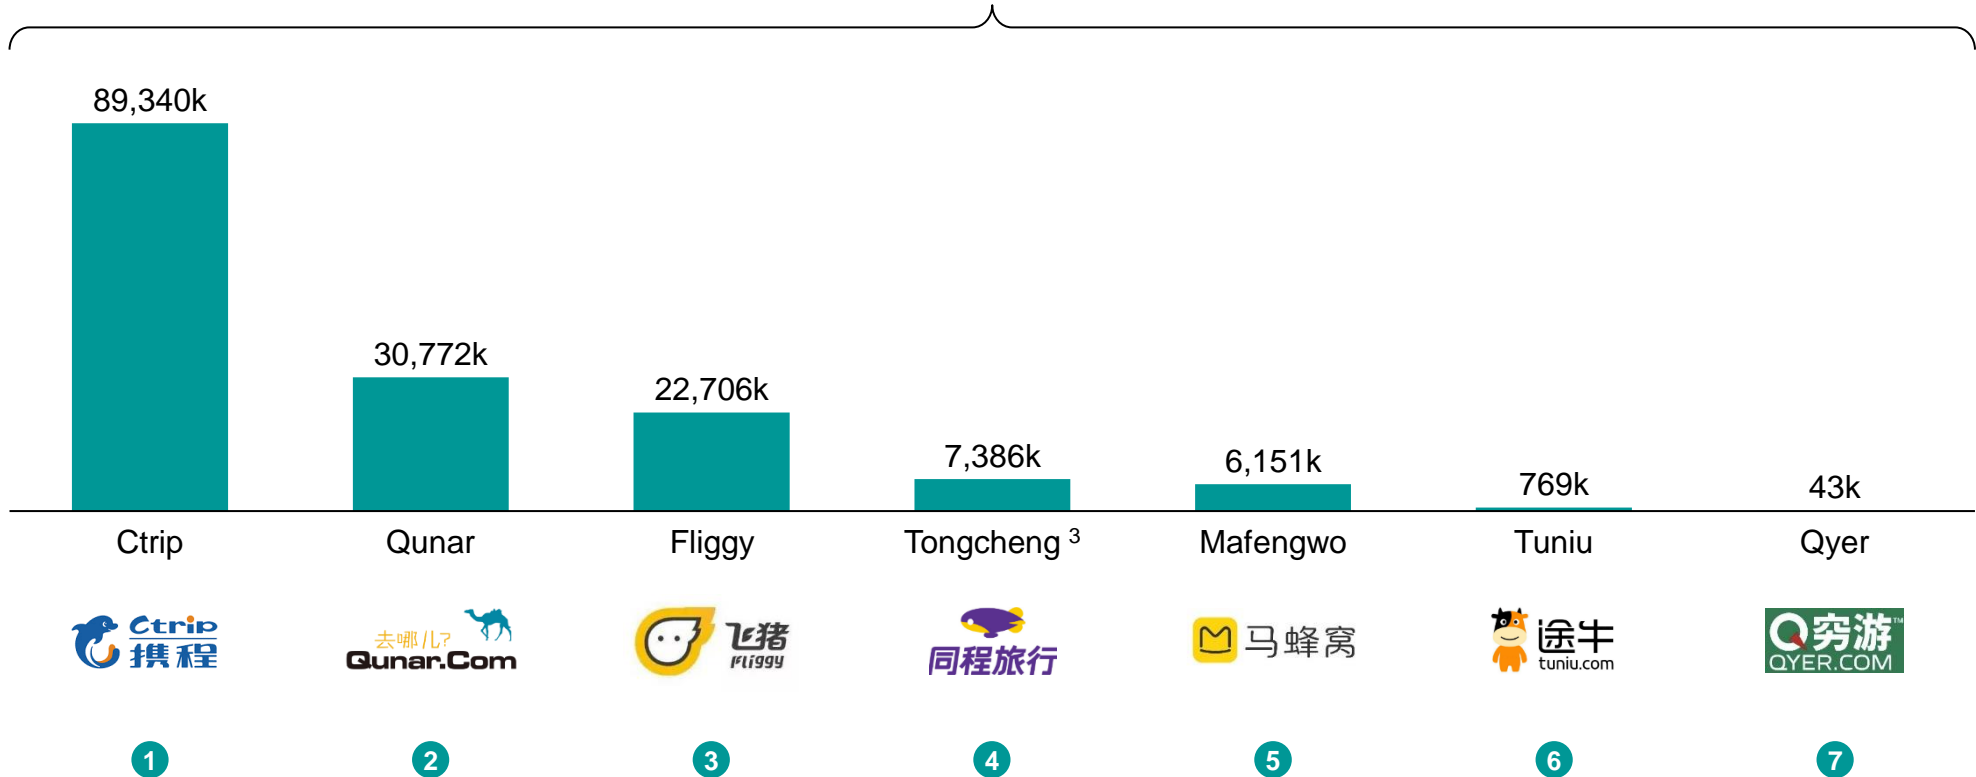 89,340k
30,772k
22,706k
7,386k
6,151k
769k
43k
Ctrip
Qunar
Fliggy
Tongcheng 3
Mafengwo
Tuniu
Qyer
Ctrip
携程
去哪儿?
Qunar.Com
飞猪
Fliggy
同程旅行
马蜂窝
途牛
tuniu.com
穷游™
QYER.COM
1
2
3
4
5
6
7